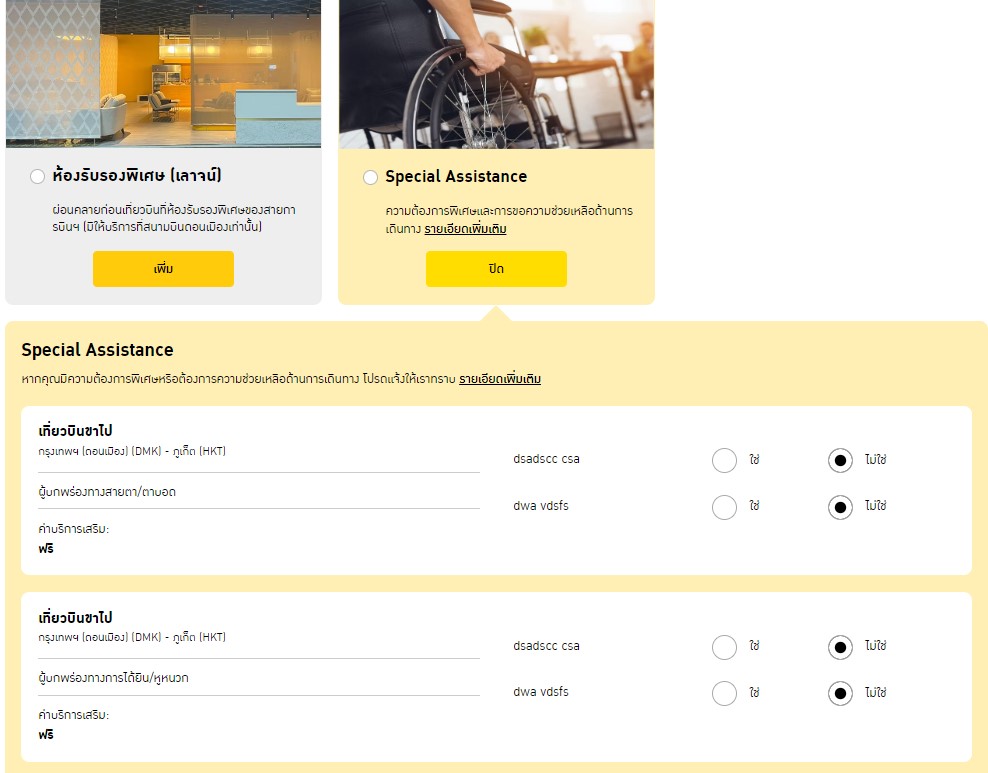 ห้องรับรองพิเศษ (เลาจน์)
ผ่อนคลายก่อนเที่ยวบินที่ห้องรับรองพิเศษของสายกา
รบินฯ (มีให้บริการที่สนามบินดอนเมืองเท่านั้น)
เพิ่ม
Special Assistance
ความต้องการพิเศษและการขอความช่วยเหลือด้านการ
เดินทาง รายเอียดเพิ่มเติม
ปิด
Special Assistance
หากคุณมีความต้องการพิเศษหรือต้องการความช่วยเหลือด้านการเดินทาง โปรดแจ้งให้เราทราบ รายเอียดเพิ่มเติม
เที่ยวบินขาไป
กรุงเทพฯ (ดอนเมือง) (DMK) - ภูเก็ต (HKT)
ผู้บกพร่องทางสายตา/ตาบอด
ค่าบริการเสริม:
ฟรี
dsadscc csa ใช่ ไม่ใช่
dwa vdsfs ใช่ ไม่ใช่
เที่ยวบินขาไป
กรุงเทพฯ (ดอนเมือง) (DMK) - ภูเก็ต (HKT)
ผู้บกพร่องทางการได้ยิน/หูหนวก
ค่าบริการเสริม:
ฟรี
dsadscc csa ใช่ ไม่ใช่
dwa vdsfs ใช่ ไม่ใช่